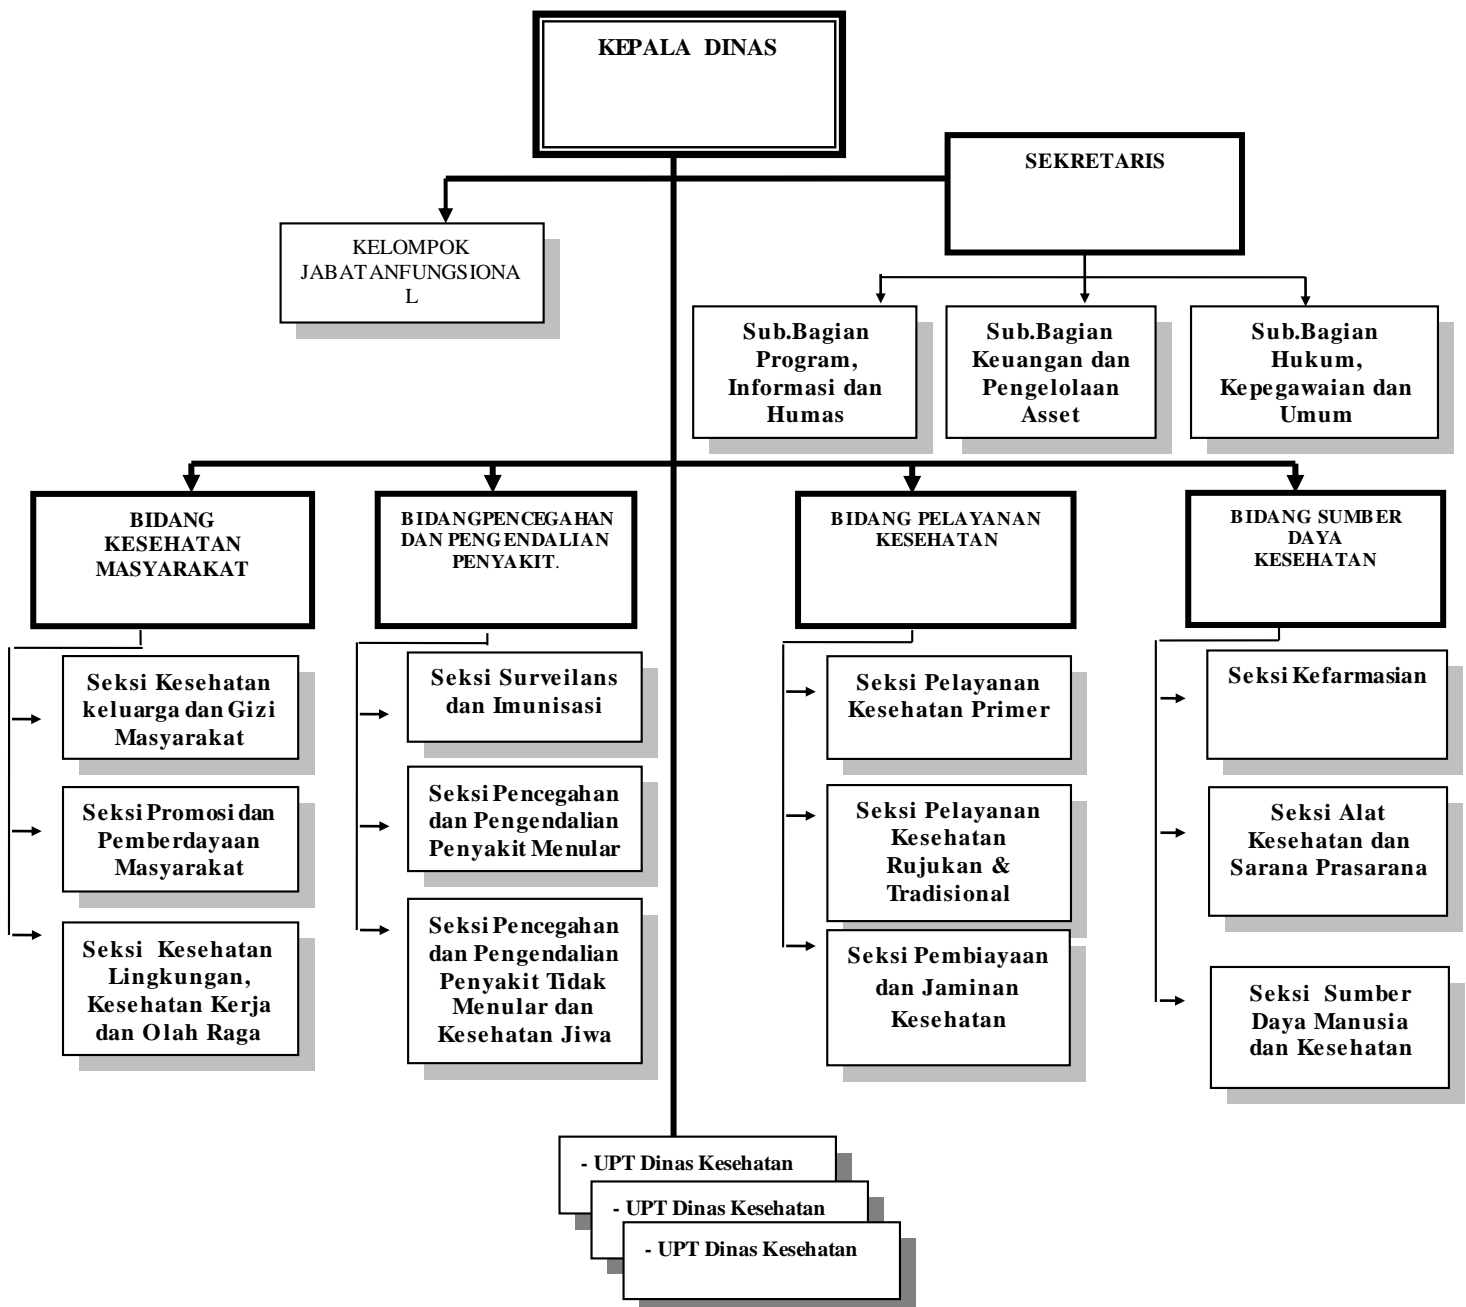 KEPALA DINAS
SEKRETARIS
KELOMPOK
JABATANFUNGSIONA
L
Sub.Bagian
Program,
Informasi dan
Humas
Sub.Bagian
Keuangan dan
Pengelolaan
Asset
Sub.Bagian
Hukum,
Kepegawaian dan
Umum
BIDANG
KESEHATAN
MASYARAKAT
BIDANGPENCEGAHAN
DAN PENGENDALIAN
PENYAKIT.
BIDANG PELAYANAN
KESEHATAN
BIDANG SUMBER
DAYA
KESEHATAN
Seksi Kesehatan
keluarga dan Gizi
Masyarakat
Seksi Promosi dan
Pemberdayaan
Masyarakat
Seksi Kesehatan
Lingkungan,
Kesehatan Kerja
dan Olah Raga
Seksi Surveilans
dan Imunisasi
Seksi Pencegahan
dan Pengendalian
Penyakit Menular
Seksi Pencegahan
dan Pengendalian
Penyakit Tidak
Menular dan
Kesehatan Jiwa
Seksi Pelayanan
Kesehatan Primer
Seksi Pelayanan
Kesehatan
Rujukan &
Tradisional
Seksi Pembiayaan
dan Jaminan
Kesehatan
Seksi Kefarmasian
Seksi Alat
Kesehatan dan
Sarana Prasarana
Seksi Sumber
Daya Manusia
dan Kesehatan
- UPT Dinas Kesehatan
- UPT Dinas Kesehatan
- UPT Dinas Kesehatan